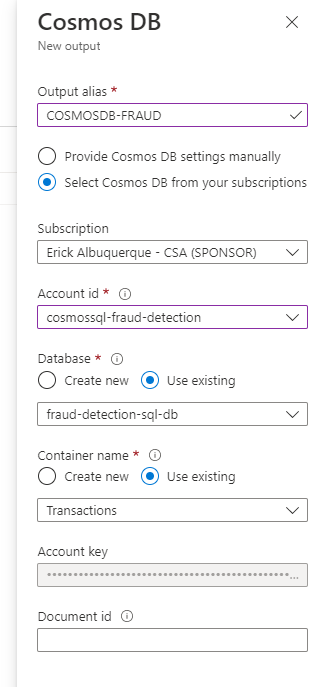 Cosmos DB
New output
Output alias *
COSMOSDB-FRAUD
Provide Cosmos DB settings manually
Select Cosmos DB from your subscriptions
Subscription
Erick Albuquerque - CSA (SPONSOR)
Account id *
cosmossql-fraud-detection
Database *
Create new Use existing
fraud-detection-sql-db
Container name *
Create new Use existing
Transactions
Account key
Document id